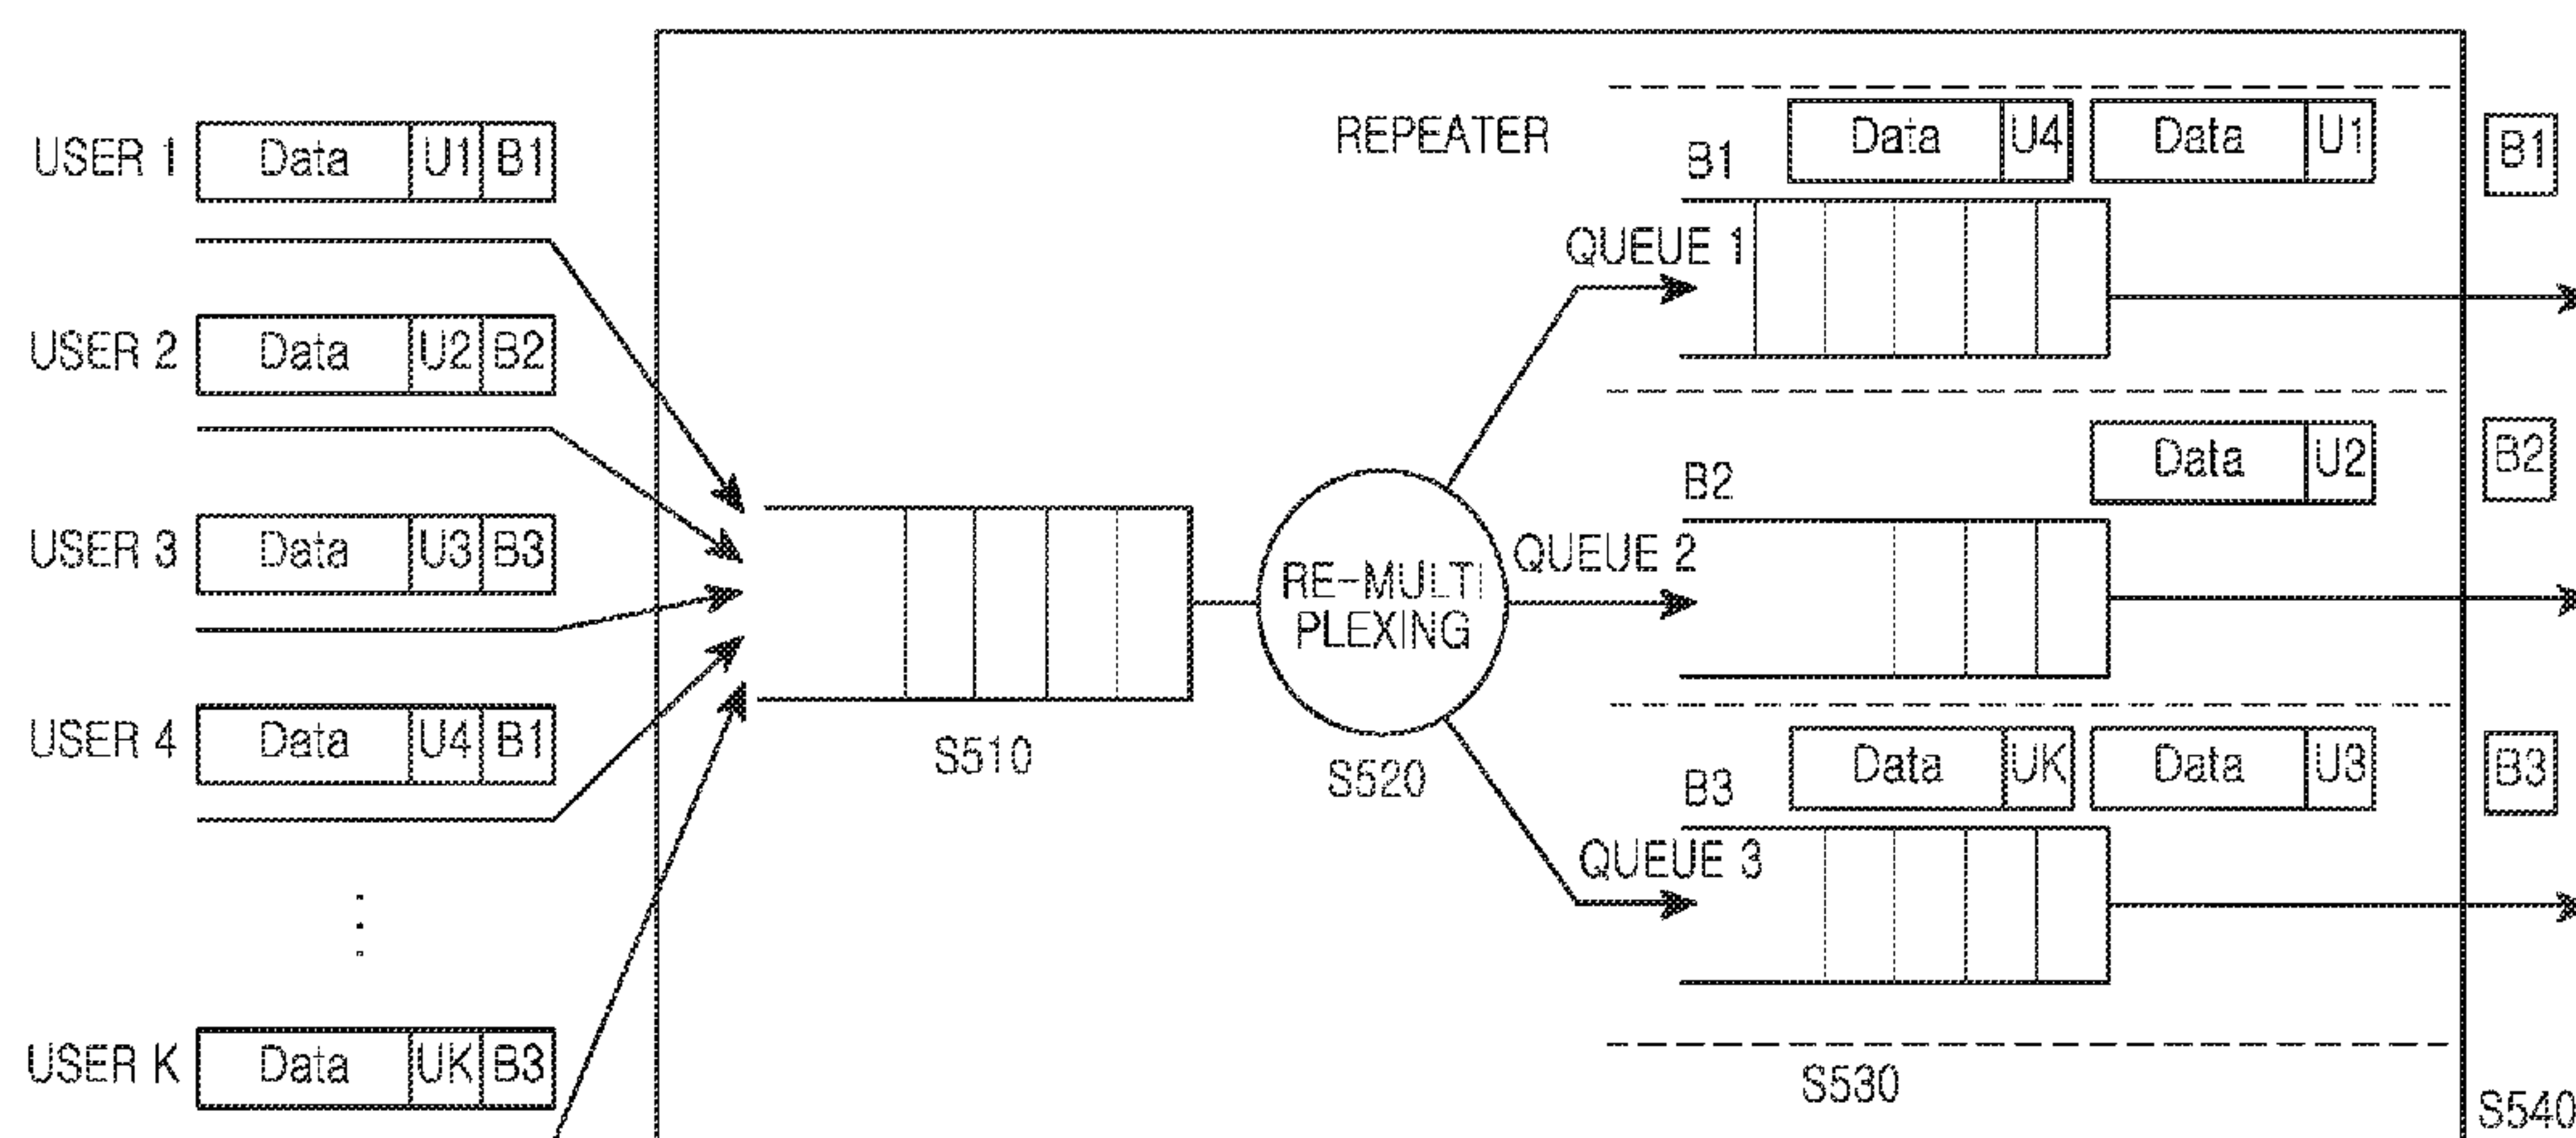 USER 1 Data U1 B1
USER 2 Data U2 B2
USER 3 Data U3 B3
USER 4 Data U4 B1
USER K Data UK B3
S510
RE-MULTI
PLEXING
S520
REPEATER
B1 Data U4 Data U1 B1
QUEUE 1
B2 Data U2 B2
QUEUE 2
B3 Data UK Data U3 B3
QUEUE 3
S530
S540